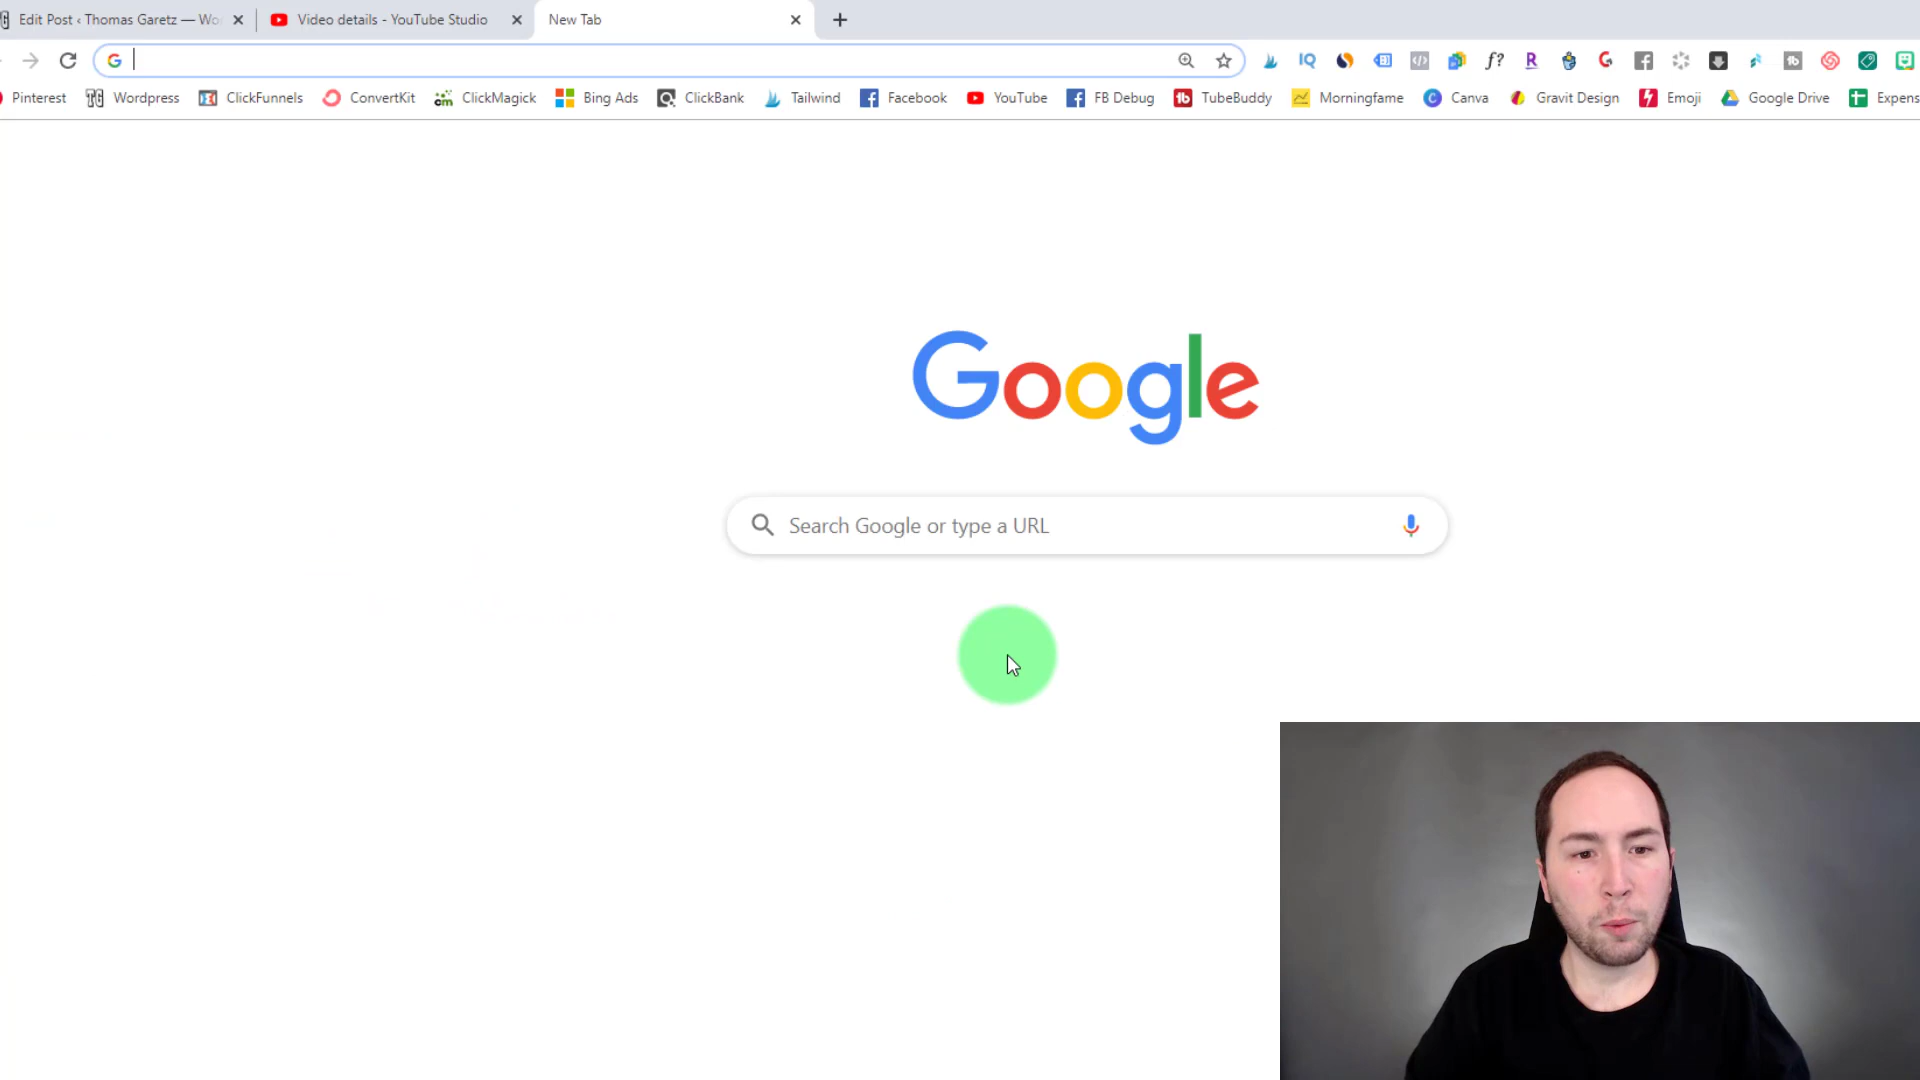 Edit Post ‹ Thomas Garetz — Wo
Video details - YouTube Studio
New Tab
Pinterest Wordpress ClickFunnels ConvertKit ClickMagick Bing Ads ClickBank Tailwind Facebook YouTube FB Debug TubeBuddy Morningfame Canva Gravit Design Emoji Google Drive Expens
Google
Search Google or type a URL